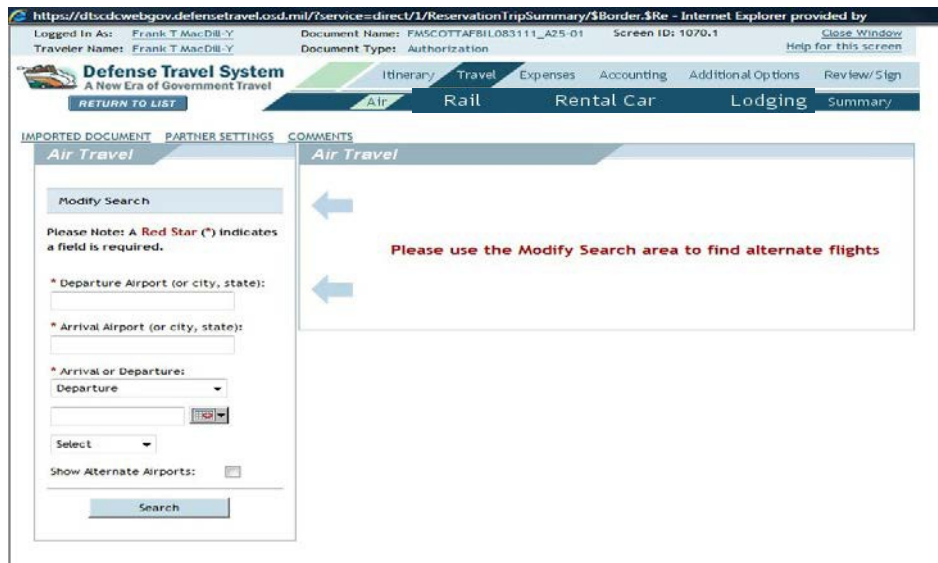 https://dtscdcwebgov.defensetravel.osd.mil/?service=direct/1/ReservationTripSummary/$Border.$Re - Internet Explorer provided by
Logged In As: Frank T MacDill-Y Document Name: FMSCOTTAFBIL083111_A25-01 Screen ID: 1070.1 Close Window
Traveler Name: Frank T MacDill-Y Document Type: Authorization Help for this screen
Defense Travel System
A New Era of Government Travel
Itinerary Travel Expenses Accounting Additional Options Review/Sign
RETURN TO LIST Air Rail Rental Car Lodging Summary
IMPORTED DOCUMENT PARTNER SETTINGS COMMENTS
Air Travel
Modify Search
Please Note: A Red Star (*) indicates
a field is required.
* Departure Airport (or city, state):
* Arrival Airport (or city, state):
* Arrival or Departure:
Departure
Select
Show Alternate Airports:
Search
Air Travel
Please use the Modify Search area to find alternate flights